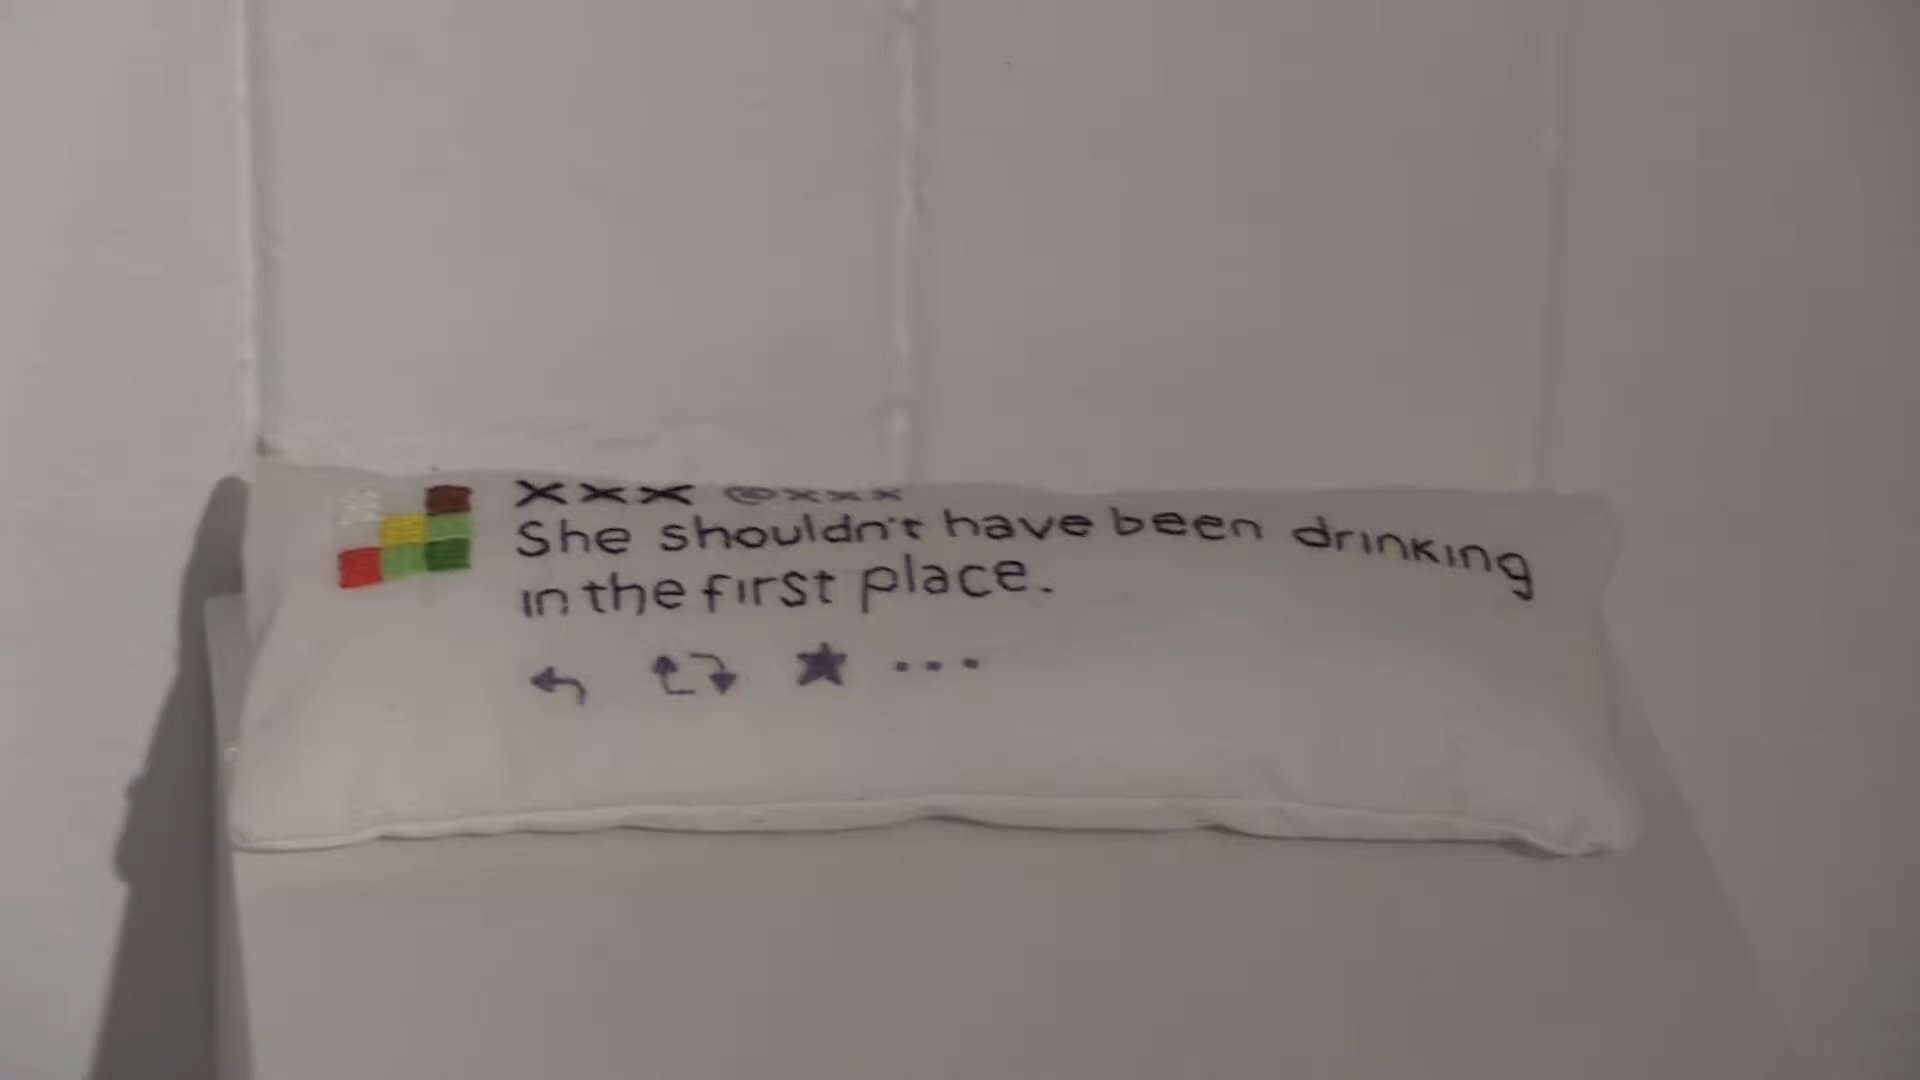 xxx @xxx
She shouldn't have been drinking
in the first place.